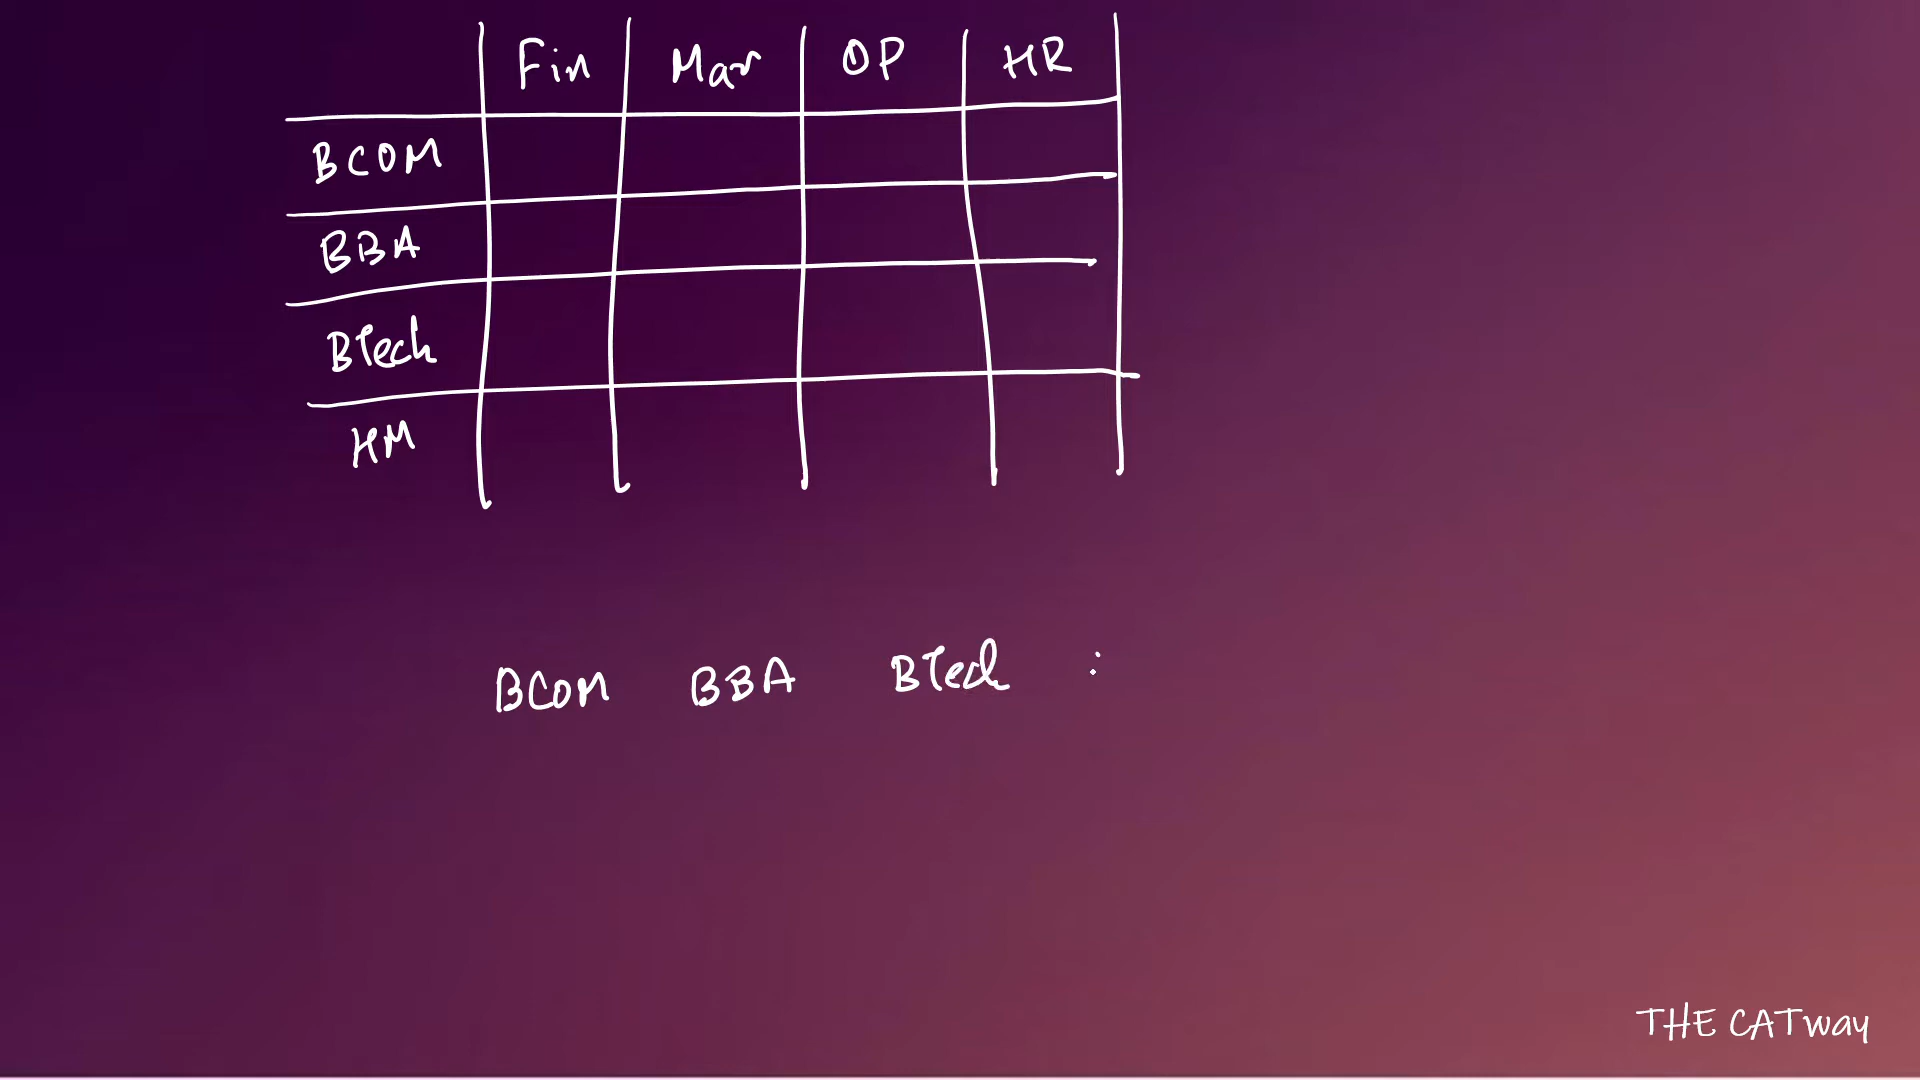 Fin Mar OP HR
BCOM
BBA
BTech
HM
BCOM BBA BTech :
THE CATway